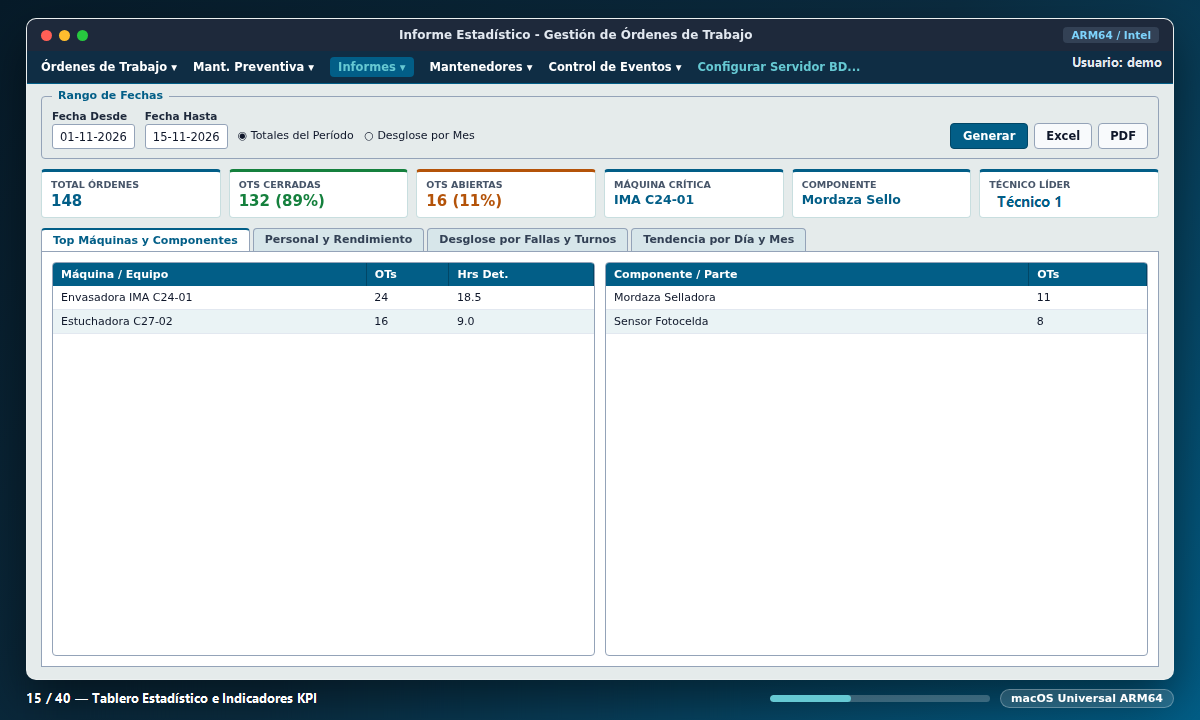 Informe Estadístico - Gestión de Órdenes de Trabajo
ARM64 / Intel
Órdenes de Trabajo ▾ Mant. Preventiva ▾ Informes ▾ Mantenedores ▾ Control de Eventos ▾ Configurar Servidor BD... Usuario: demo
Rango de Fechas
Fecha Desde Fecha Hasta
01-11-2026 15-11-2026 Totales del Período Desglose por Mes Generar Excel PDF
TOTAL ÓRDENES
148
OTS CERRADAS
132 (89%)
OTS ABIERTAS
16 (11%)
MÁQUINA CRÍTICA
IMA C24-01
COMPONENTE
Mordaza Sello
TÉCNICO LÍDER
Técnico 1
Top Máquinas y Componentes Personal y Rendimiento Desglose por Fallas y Turnos Tendencia por Día y Mes
Máquina / Equipo OTs Hrs Det.
Envasadora IMA C24-01 24 18.5
Estuchadora C27-02 16 9.0
Componente / Parte OTs
Mordaza Selladora 11
Sensor Fotocelda 8
15 / 40 — Tablero Estadístico e Indicadores KPI
macOS Universal ARM64